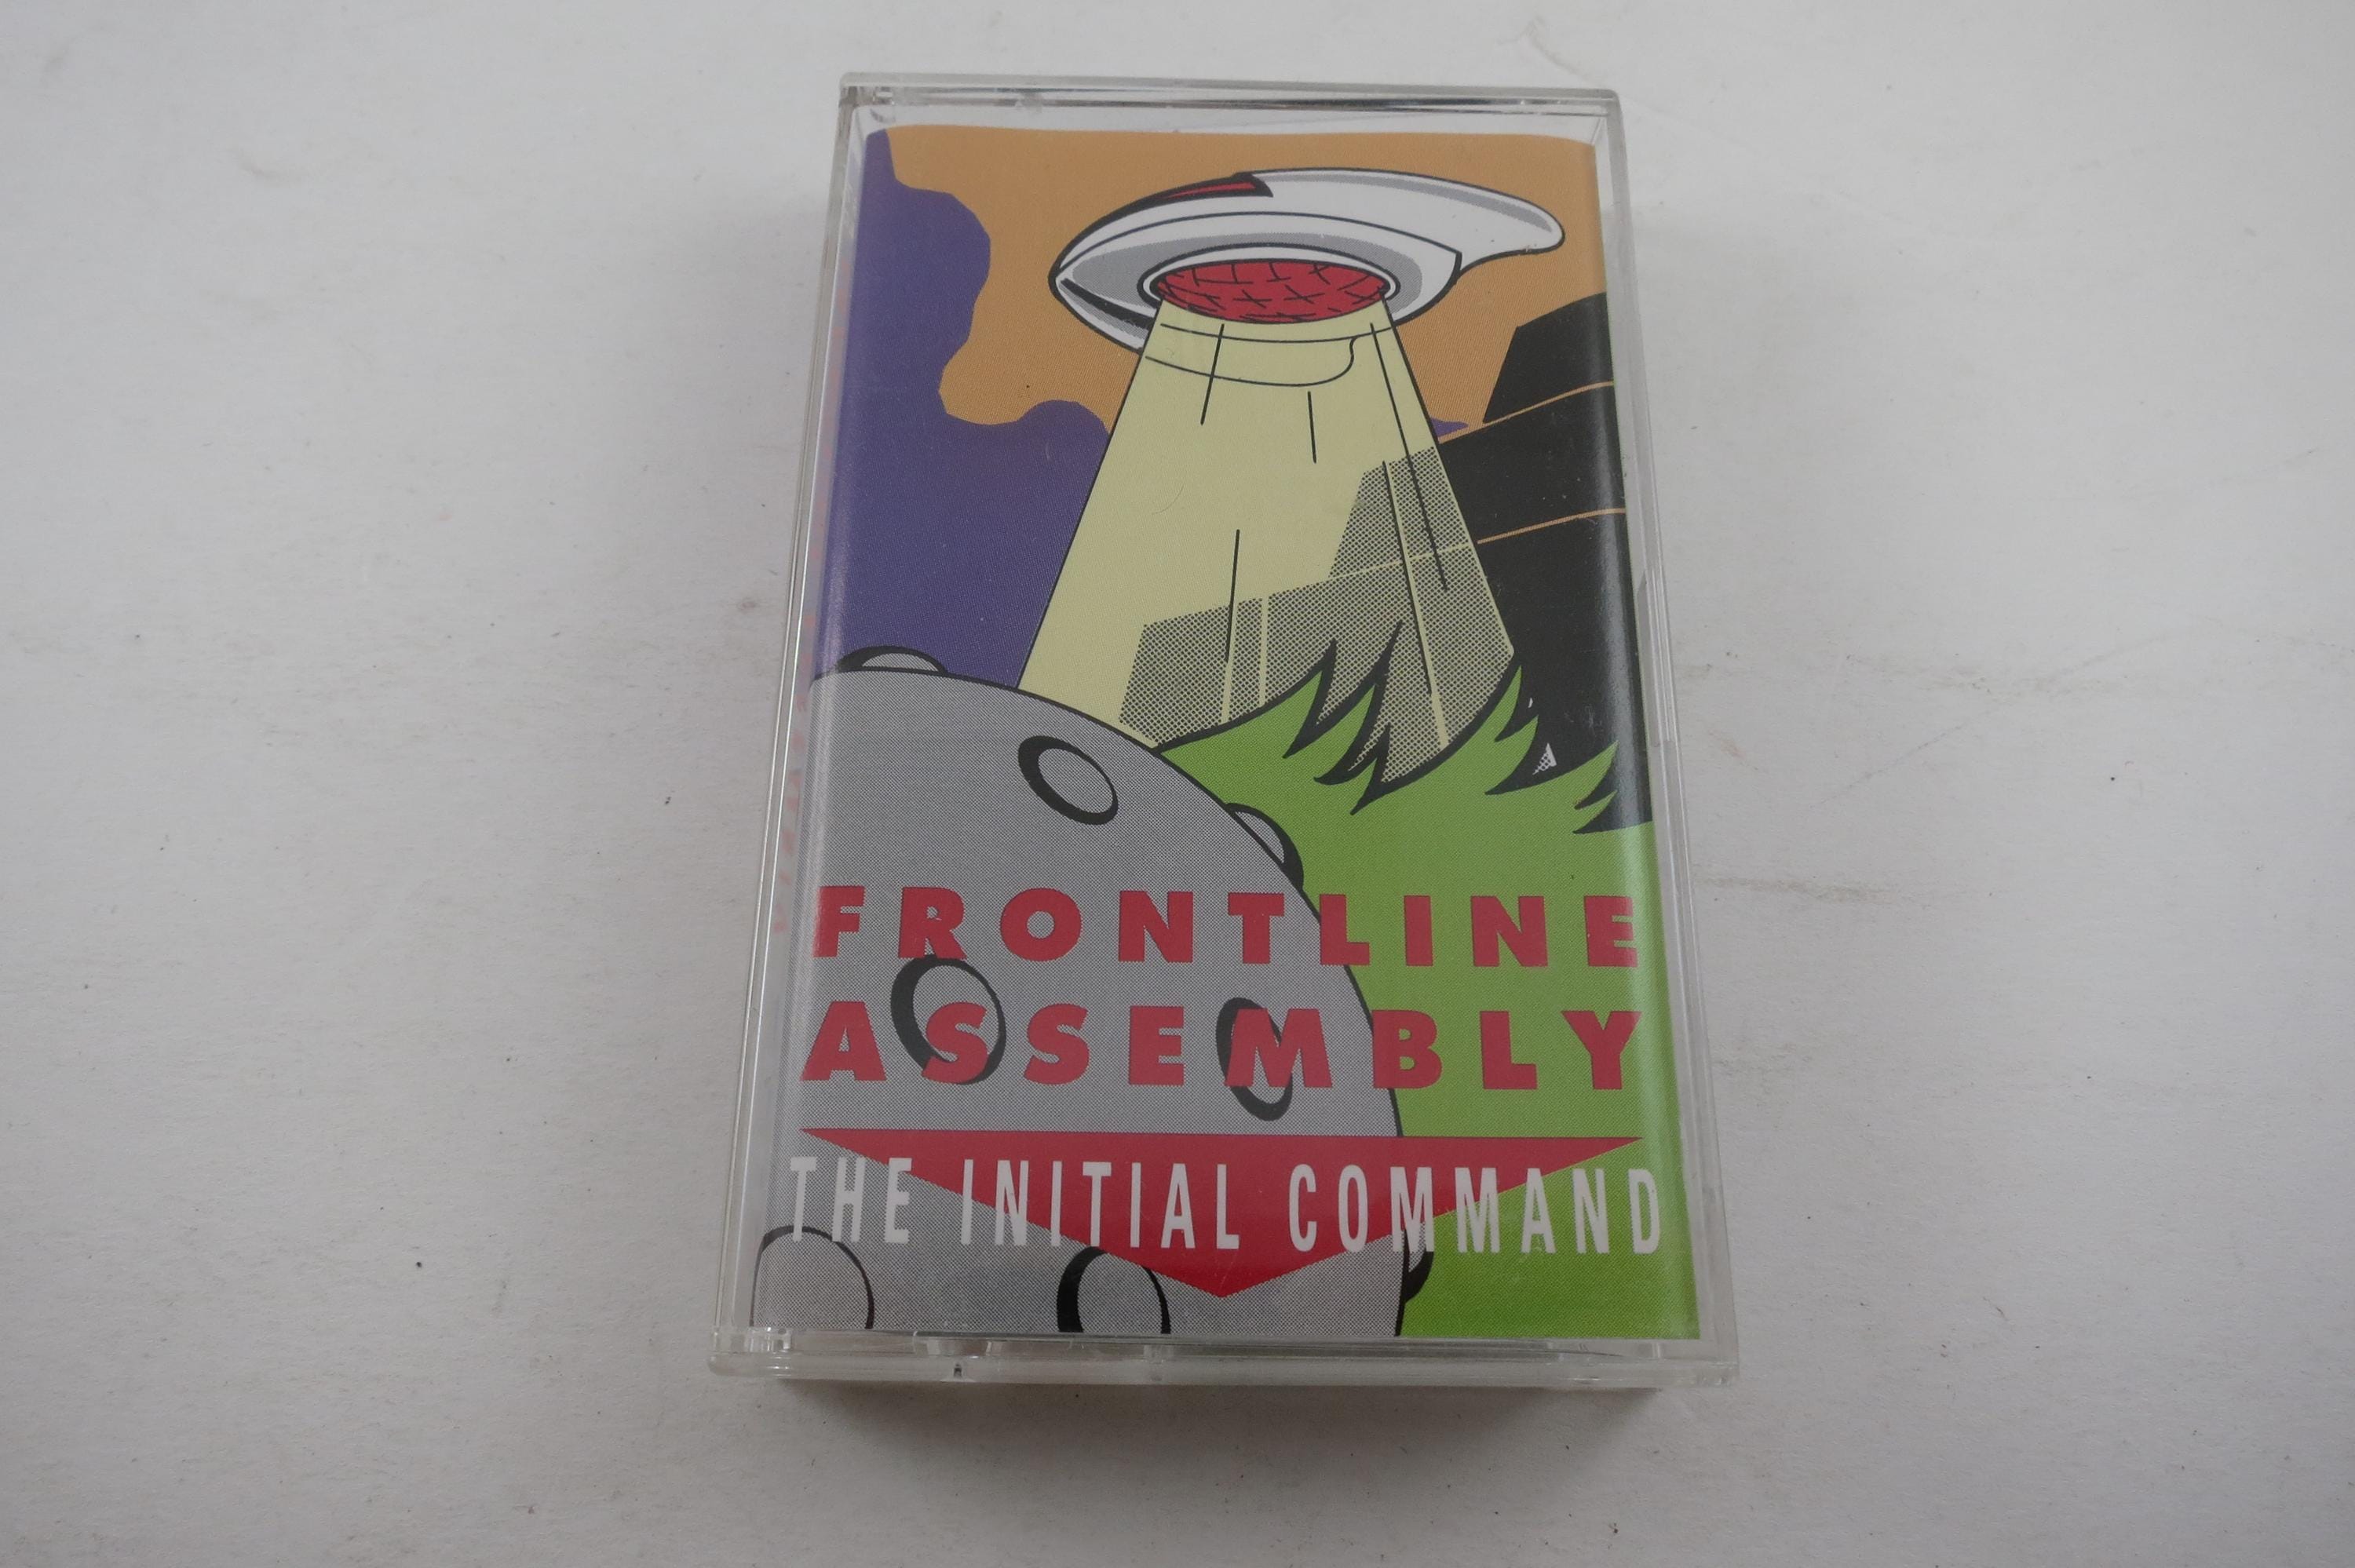 FRONTLINE
ASSEMBLY
THE INITIAL COMMAND